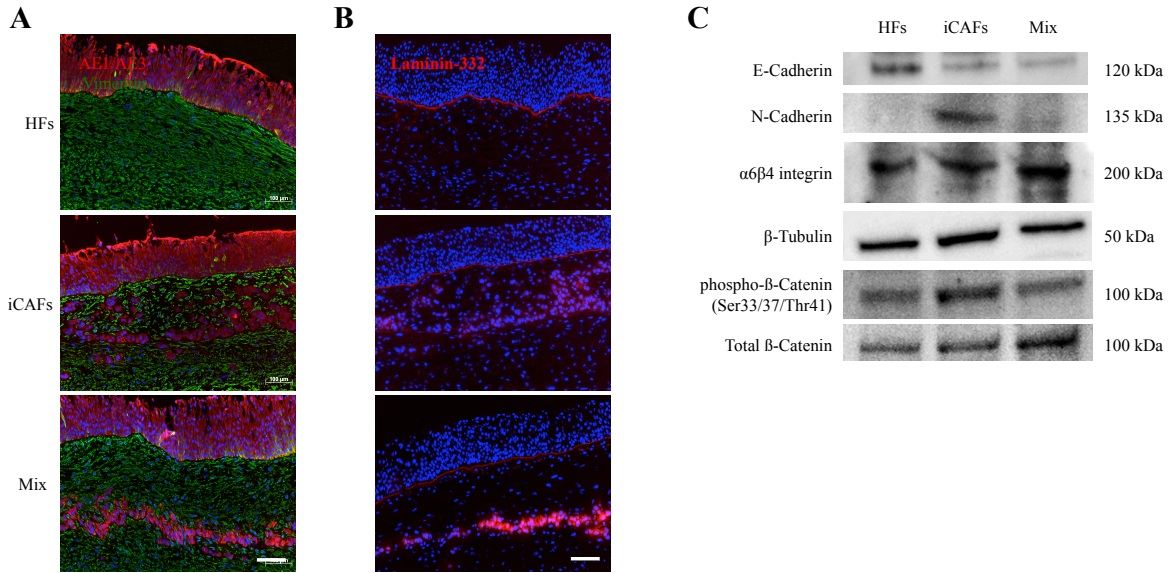 A
B
C
AE1/AE3
Vimentin
Laminin-332
HFs
100 µm
iCAFs
100 µm
Mix
HFs iCAFs Mix
E-Cadherin 120 kDa
N-Cadherin 135 kDa
α6β4 integrin 200 kDa
β-Tubulin 50 kDa
phospho-ß-Catenin
(Ser33/37/Thr41) 100 kDa
Total ß-Catenin 100 kDa